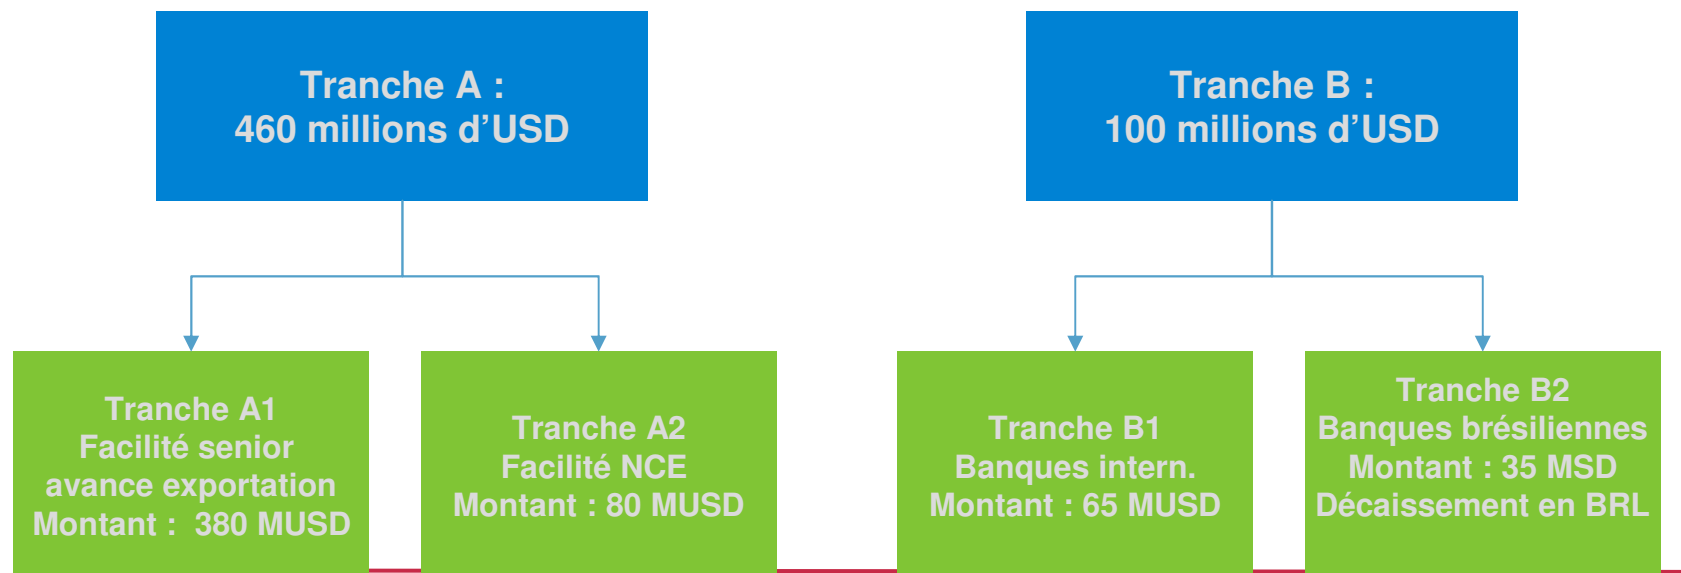 Tranche A :
460 millions d’USD
Tranche B :
100 millions d’USD
Tranche A1
Facilité senior
avance exportation
Montant :  380 MUSD
Tranche A2
Facilité NCE
Montant : 80 MUSD
Tranche B1
Banques intern.
Montant : 65 MUSD
Tranche B2
Banques brésiliennes
Montant : 35 MSD
Décaissement en BRL